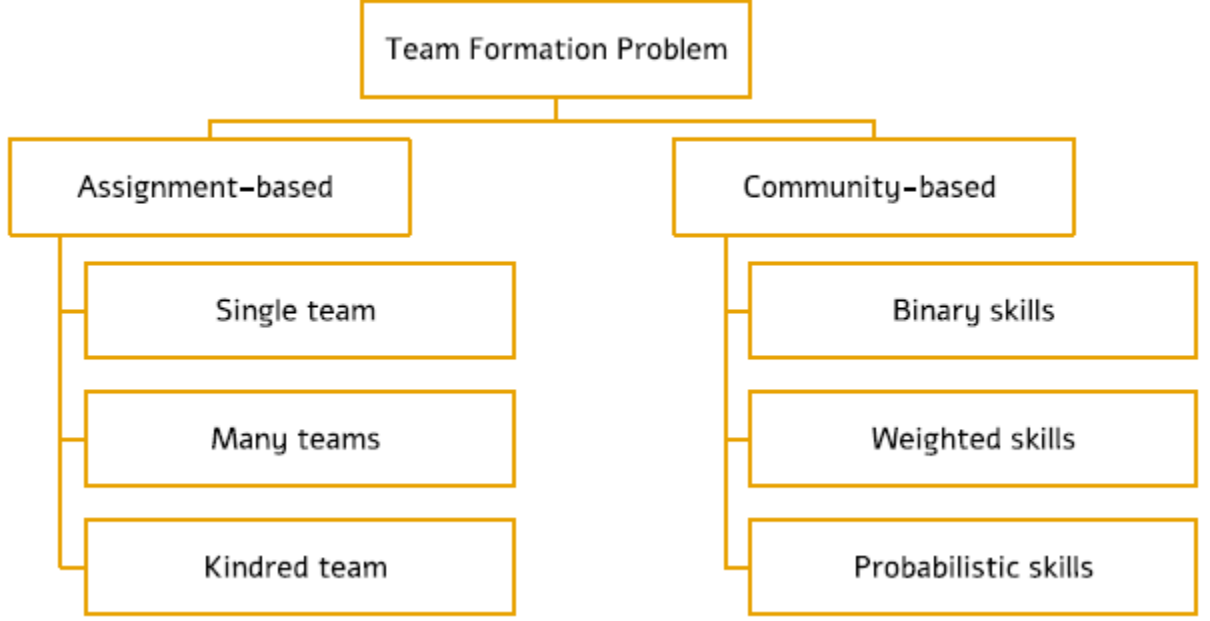 Team Formation Problem
Assignment-based
Community-based
Single team
Binary skills
Many teams
Weighted skills
Kindred team
Probabilistic skills